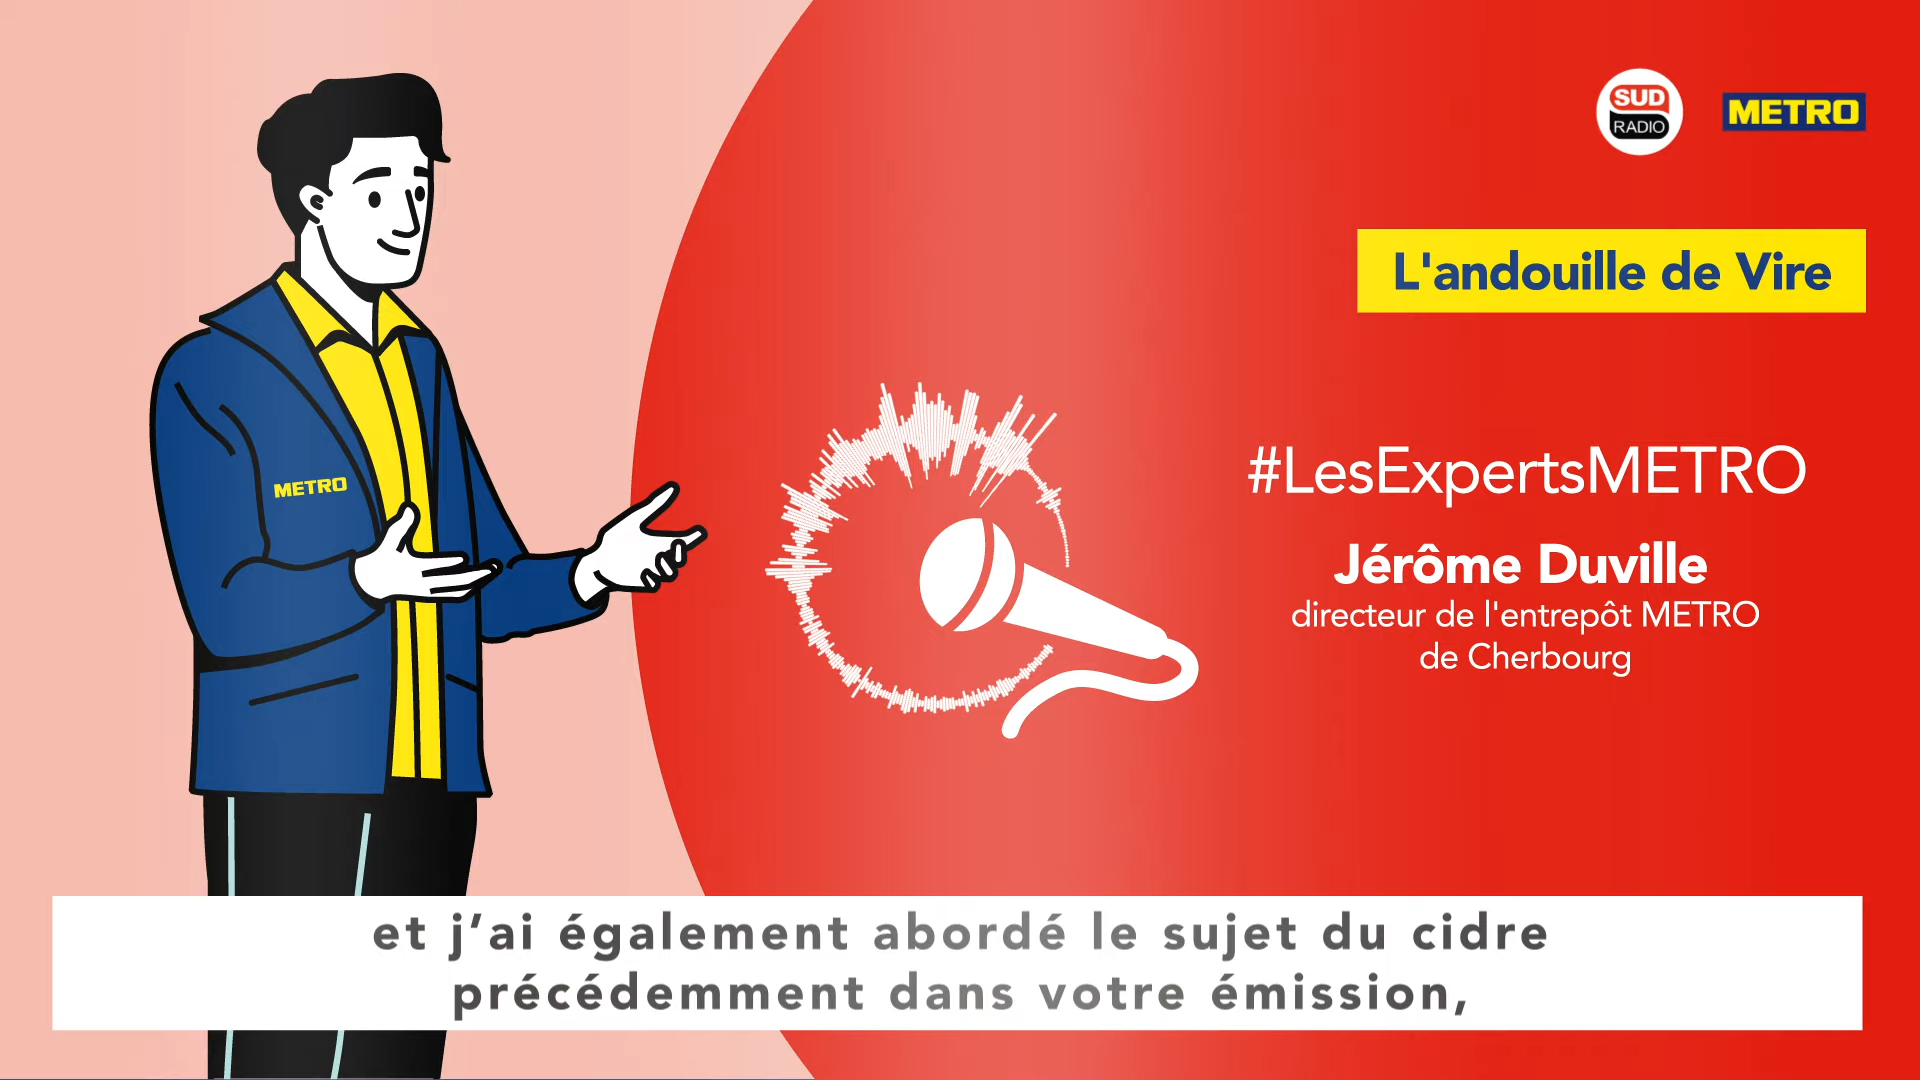 SUD
RADIO
METRO
L'andouille de Vire
METRO
#LesExpertsMETRO
Jérôme Duville
directeur de l'entrepôt METRO
de Cherbourg
et j’ai également abordé le sujet du cidre
précédemment dans votre émission,